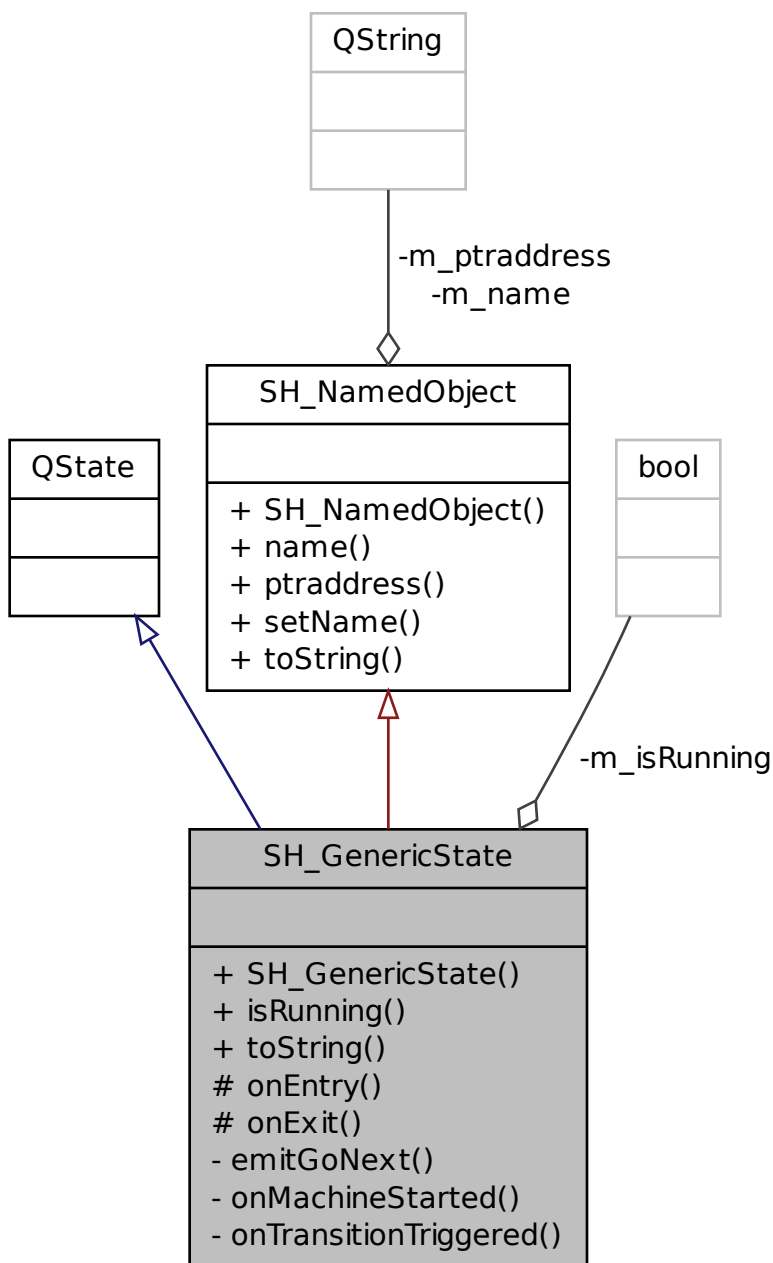 QString
-m_ptraddress
-m_name
SH_NamedObject
+ SH_NamedObject()
+ name()
+ ptraddress()
+ setName()
+ toString()
QState
bool
-m_isRunning
SH_GenericState
+ SH_GenericState()
+ isRunning()
+ toString()
# onEntry()
# onExit()
- emitGoNext()
- onMachineStarted()
- onTransitionTriggered()